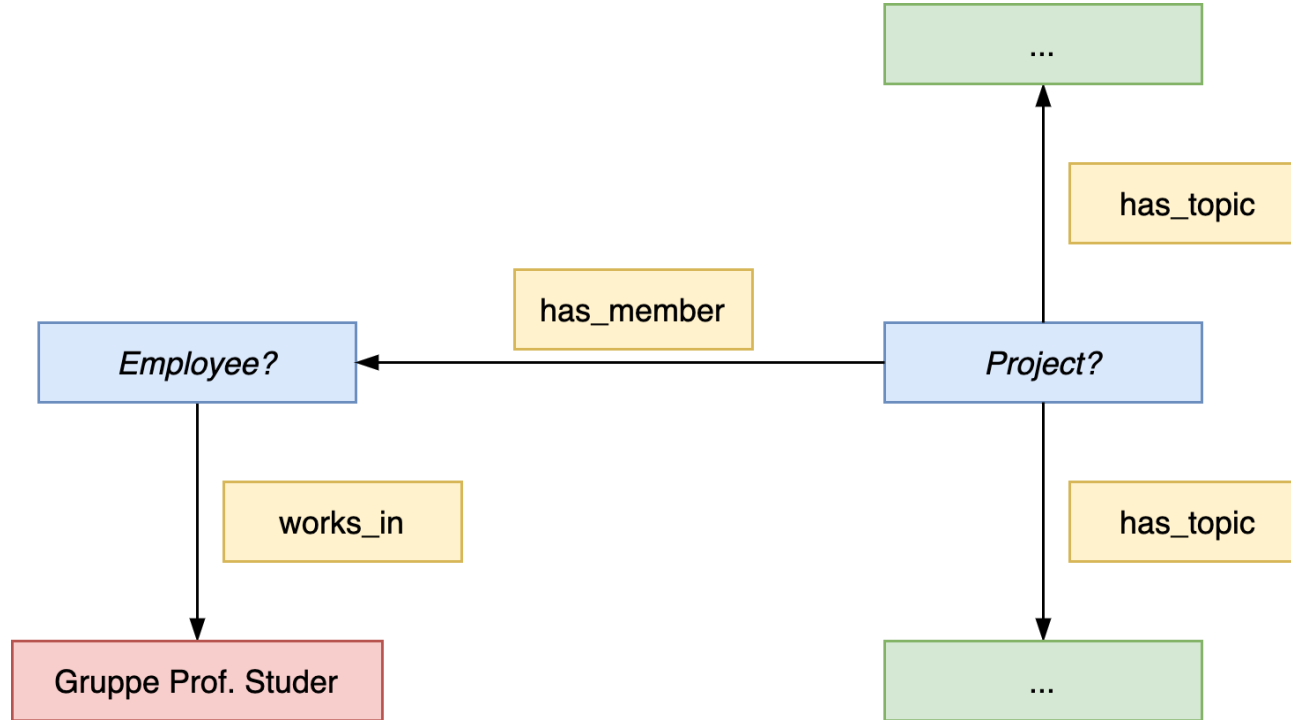 ...
has_topic
has_member
Employee?
Project?
works_in
has_topic
Gruppe Prof. Studer
...